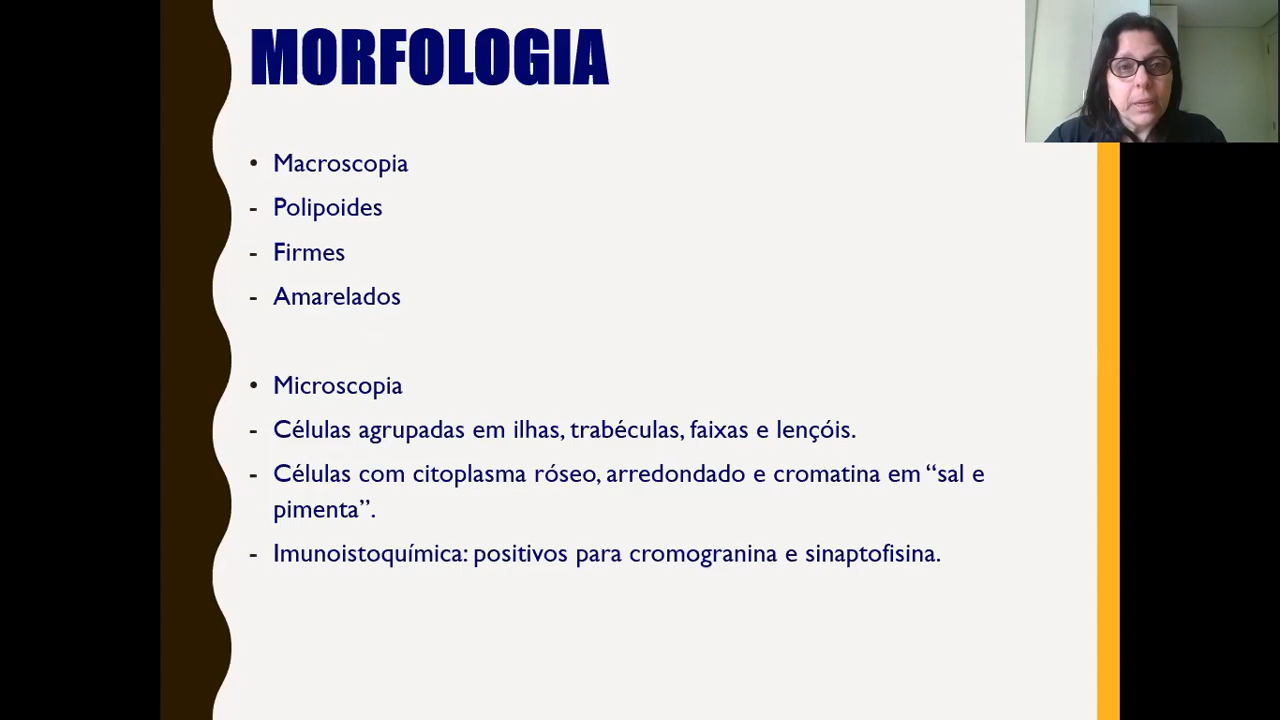 MORFOLOGIA
• Macroscopia
- Polipoides
- Firmes
- Amarelados
• Microscopia
- Células agrupadas em ilhas, trabéculas, faixas e lençóis.
- Células com citoplasma róseo, arredondado e cromatina em “sal e
pimenta”.
- Imunoistoquímica: positivos para cromogranina e sinaptofisina.